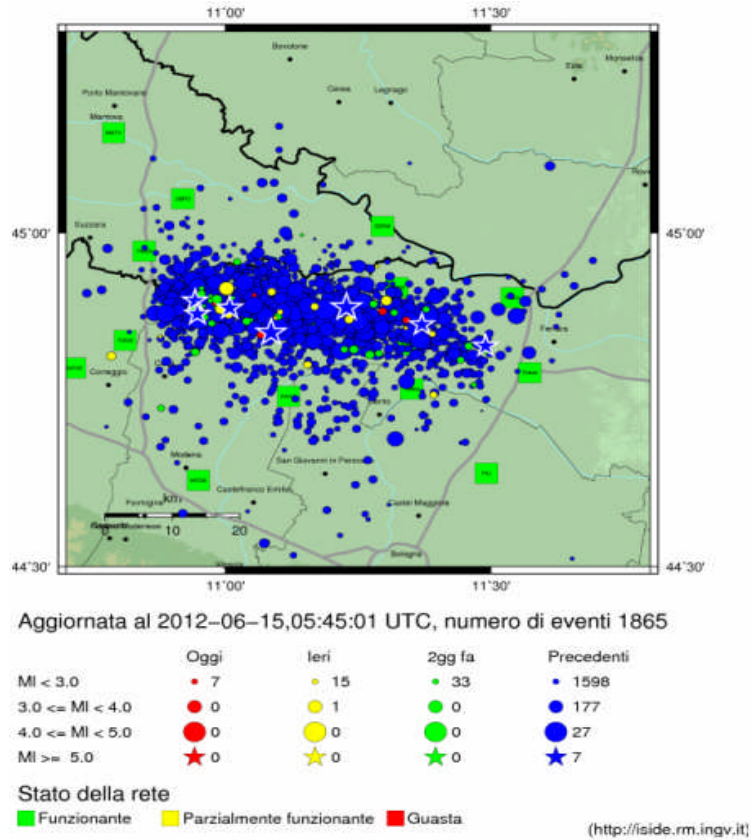 11°00' 11°30'
Bovolone
Este
Monselice
Porto Mantovano
Cerea
Legnago
Mantova
Suzzara
45°00' 45°00'
Ferrara
Correggio
Cento
Modena
San Giovanni in Persiceto
Castelfranco Emilia
Formigine
km
Castel Maggiore
0 10 20
Bologna
44°30' 44°30'
11°00' 11°30'
Aggiornata al 2012-06-15,05:45:01 UTC, numero di eventi 1865
Oggi Ieri 2gg fa Precedenti
Ml < 3.0 7 15 33 1598
3.0 <= Ml < 4.0 0 1 0 177
4.0 <= Ml < 5.0 0 0 0 27
Ml >= 5.0 0 0 0 7
Stato della rete
Funzionante Parzialmente funzionante Guasta
(http://iside.rm.ingv.it)